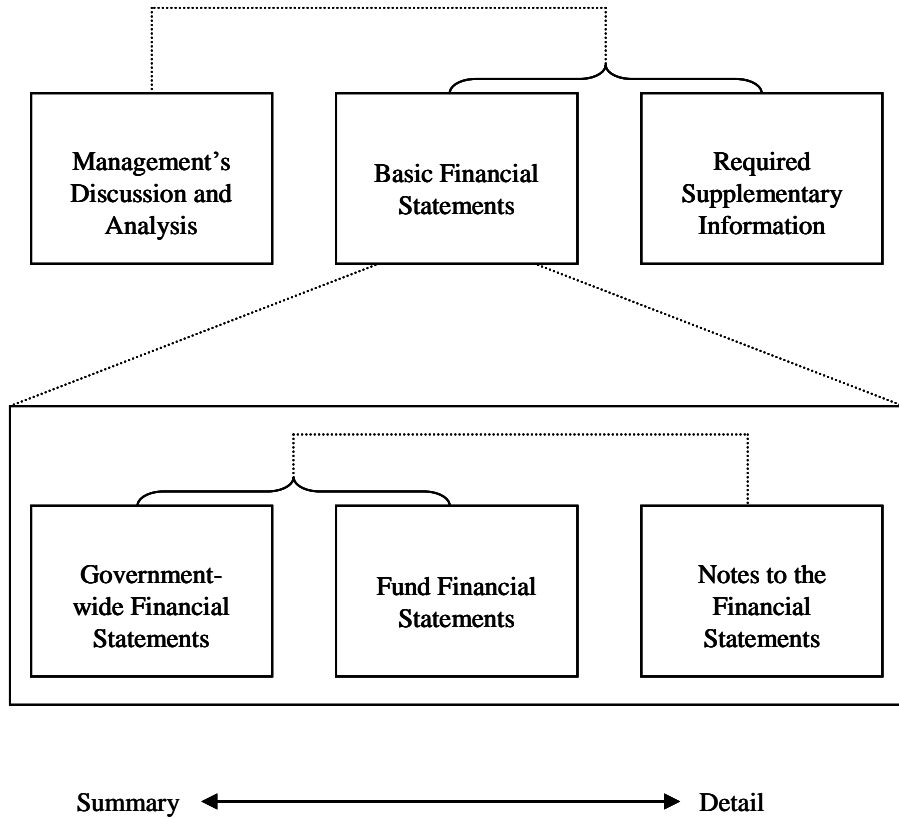 Management’s
Discussion and
Analysis
Basic Financial
Statements
Required
Supplementary
Information
Government-
wide Financial
Statements
Fund Financial
Statements
Notes to the
Financial
Statements
Summary
Detail